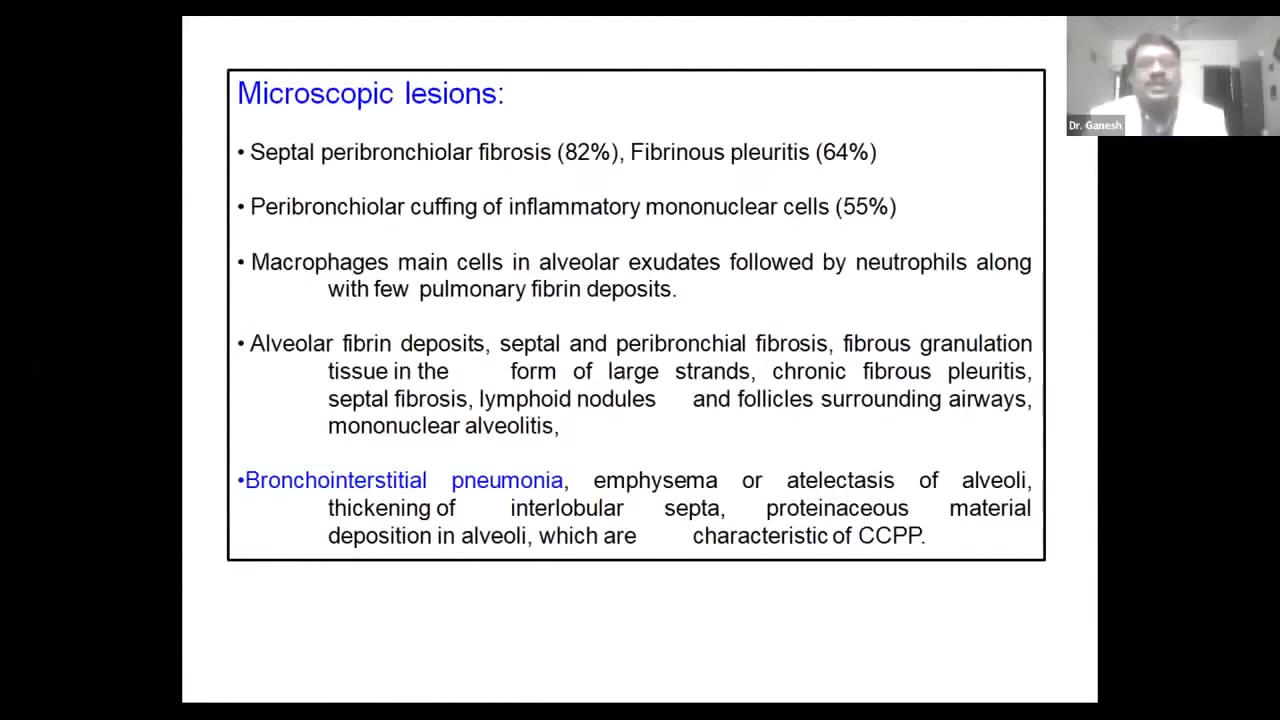 Microscopic lesions:
• Septal peribronchiolar fibrosis (82%), Fibrinous pleuritis (64%)
• Peribronchiolar cuffing of inflammatory mononuclear cells (55%)
• Macrophages main cells in alveolar exudates followed by neutrophils along
with few pulmonary fibrin deposits.
• Alveolar fibrin deposits, septal and peribronchial fibrosis, fibrous granulation
tissue in the form of large strands, chronic fibrous pleuritis,
septal fibrosis, lymphoid nodules and follicles surrounding airways,
mononuclear alveolitis,
•Bronchointerstitial pneumonia, emphysema or atelectasis of alveoli,
thickening of interlobular septa, proteinaceous material
deposition in alveoli, which are characteristic of CCPP.
Dr. Ganesh